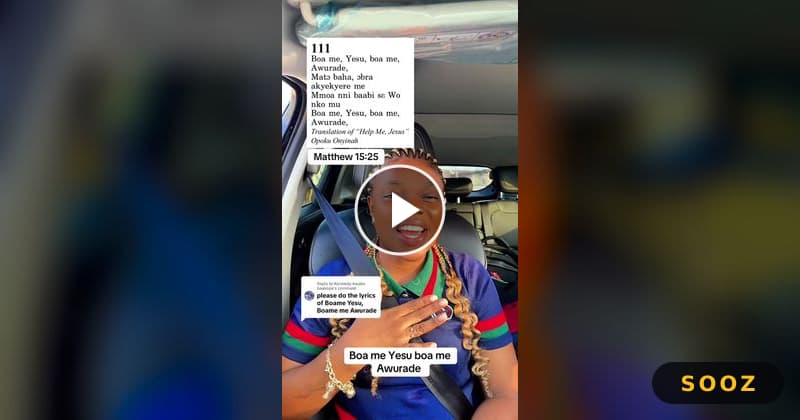 111
Boa me, Yesu, boa me,
Awurade,
Matɔ baha, ɔbra
akyekyere me
Mmoa nni baabi sɛ Wo
nko mu
Boa me, Yesu, boa me,
Awurade,
Translation of "Help Me, Jesus"
Opoku Onyinah
Matthew 15:25
please do the lyrics
of Boame Yesu,
Boame me Awurade
Boa me Yesu boa me
Awurade
SOOZ